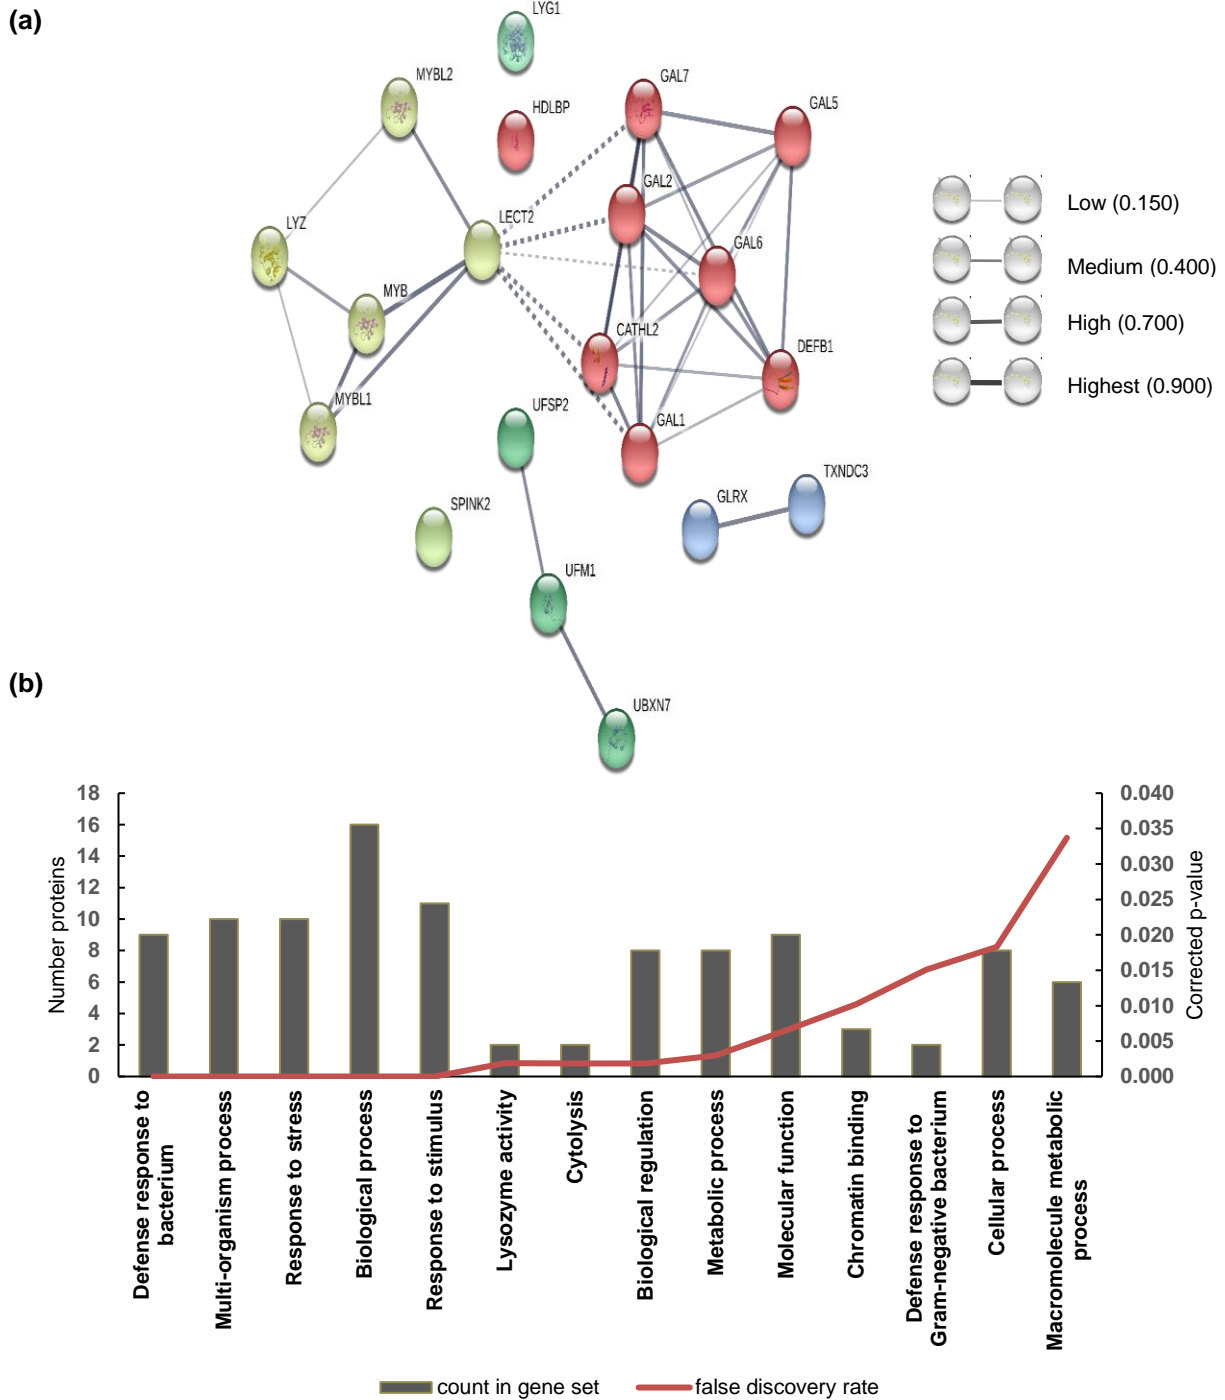 (a)
LYG1
MYBL2
HDLBP
GAL7
GAL5
GAL2
LECT2
LYZ
GAL6
MYB
CATHL2
DEFB1
MYBL1
UFSP2
GAL1
SPINK2
GLRX
TXNDC3
UFM1
UBXN7
Low (0.150)
Medium (0.400)
High (0.700)
Highest (0.900)
(b)
Number proteins
18
16
14
12
10
8
6
4
2
0
0.040
0.035
0.030
0.025
0.020
0.015
0.010
0.005
0.000
Corrected p-value
Defense response to
bacterium
Multi-organism process
Response to stress
Biological process
Response to stimulus
Lysozyme activity
Cytolysis
Biological regulation
Metabolic process
Molecular function
Chromatin binding
Defense response to
Gram-negative bacterium
Cellular process
Macromolecule metabolic
process
count in gene set
false discovery rate